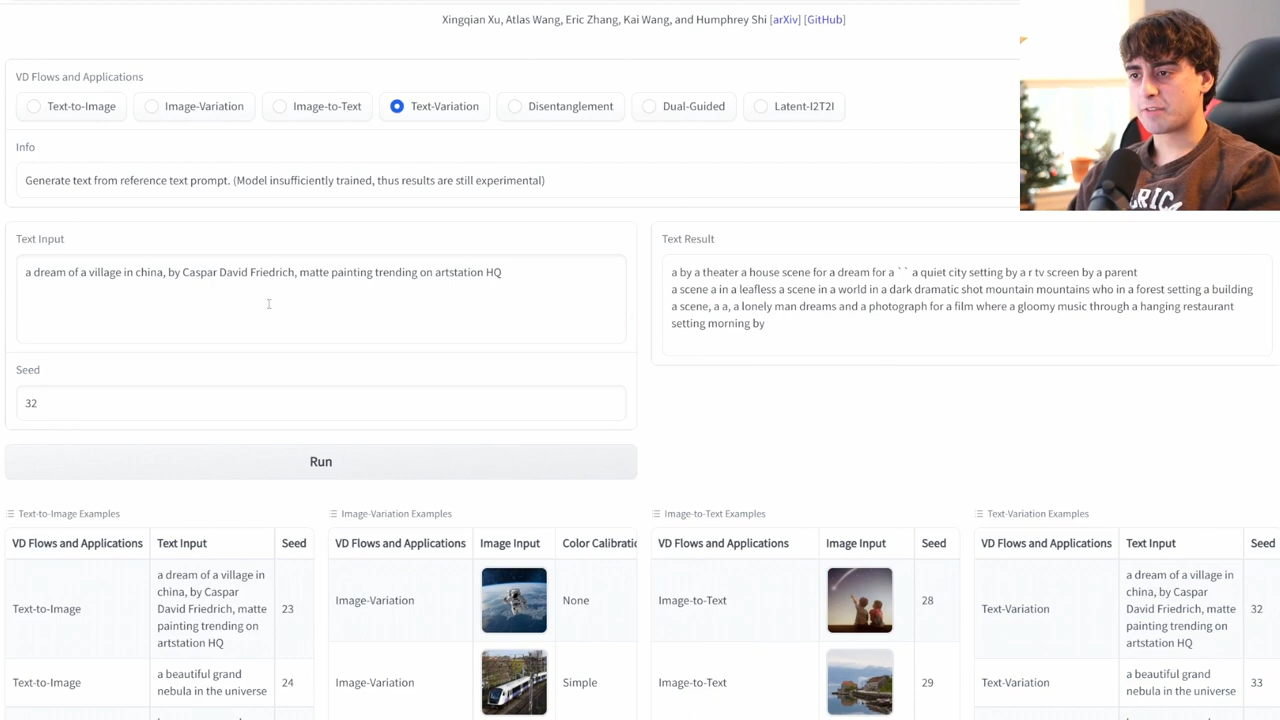 Xingqian Xu, Atlas Wang, Eric Zhang, Kai Wang, and Humphrey Shi [arXiv] [GitHub]
VD Flows and Applications
Text-to-Image
Image-Variation
Image-to-Text
Text-Variation
Disentanglement
Dual-Guided
Latent-I2T2I
Info
Generate text from reference text prompt. (Model insufficiently trained, thus results are still experimental)
Text Input
a dream of a village in china, by Caspar David Friedrich, matte painting trending on artstation HQ
Seed
32
Run
Text Result
a by a theater a house scene for a dream for a ` ` a quiet city setting by a r tv screen by a parent
a scene a in a leafless a scene in a world in a dark dramatic shot mountain mountains who in a forest setting a building
a scene, a a, a lonely man dreams and a photograph for a film where a gloomy music through a hanging restaurant
setting morning by
Text-to-Image Examples
VD Flows and Applications
Text Input
Seed
Text-to-Image
a dream of a village in
china, by Caspar
David Friedrich, matte
painting trending on
artstation HQ
23
Text-to-Image
a beautiful grand
nebula in the universe
24
Image-Variation Examples
VD Flows and Applications
Image Input
Color Calibratio
Image-Variation
None
Image-Variation
Simple
Image-to-Text Examples
VD Flows and Applications
Image Input
Seed
Image-to-Text
28
Image-to-Text
29
Text-Variation Examples
VD Flows and Applications
Text Input
Seed
Text-Variation
a dream of a village in
china, by Caspar
David Friedrich, matte
painting trending on
artstation HQ
32
Text-Variation
a beautiful grand
nebula in the universe
33